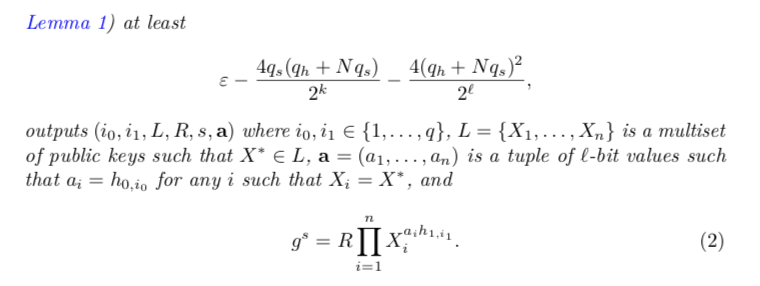 Lemma 1) at least
ε − 4q_s(q_h + Nq_s)/2^k − 4(q_h + Nq_s)^2/2^ℓ,
outputs (i_0, i_1, L, R, s, a) where i_0, i_1 ∈ {1, . . . , q}, L = {X_1, . . . , X_n} is a multiset
of public keys such that X* ∈ L, a = (a_1, . . . , a_n) is a tuple of ℓ-bit values such
that a_i = h_{0,i_0} for any i such that X_i = X*, and
g^s = R ∏_{i=1}^{n} X_i^{a_i h_{1,i_1}}. (2)